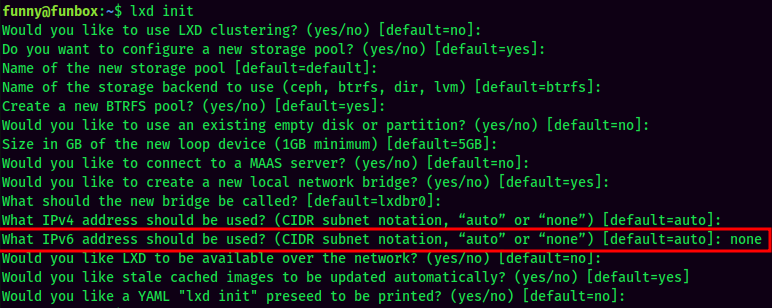 funny@funbox:~$ lxd init
Would you like to use LXD clustering? (yes/no) [default=no]:
Do you want to configure a new storage pool? (yes/no) [default=yes]:
Name of the new storage pool [default=default]:
Name of the storage backend to use (ceph, btrfs, dir, lvm) [default=btrfs]:
Create a new BTRFS pool? (yes/no) [default=yes]:
Would you like to use an existing empty disk or partition? (yes/no) [default=no]:
Size in GB of the new loop device (1GB minimum) [default=5GB]:
Would you like to connect to a MAAS server? (yes/no) [default=no]:
Would you like to create a new local network bridge? (yes/no) [default=yes]:
What should the new bridge be called? [default=lxdbr0]:
What IPv4 address should be used? (CIDR subnet notation, “auto” or “none”) [default=auto]:
What IPv6 address should be used? (CIDR subnet notation, “auto” or “none”) [default=auto]: none
Would you like LXD to be available over the network? (yes/no) [default=no]:
Would you like stale cached images to be updated automatically? (yes/no) [default=yes]
Would you like a YAML "lxd init" preseed to be printed? (yes/no) [default=no]: